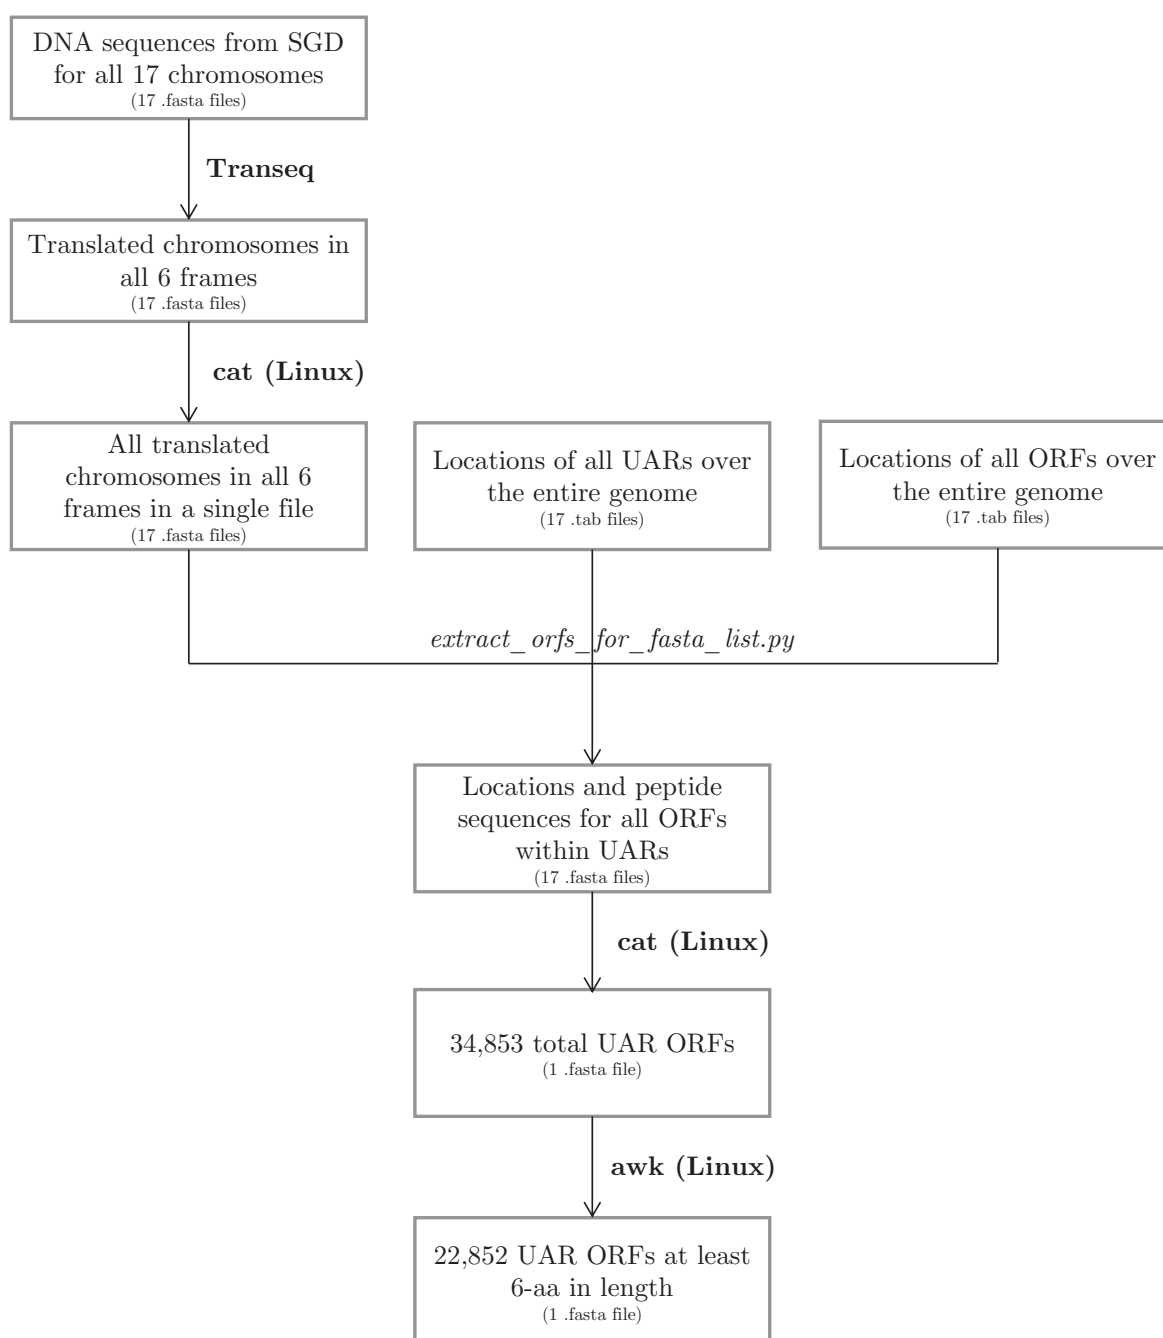 DNA sequences from SGD
for all 17 chromosomes
(17 .fasta files)
Transeq
Translated chromosomes in
all 6 frames
(17 .fasta files)
cat (Linux)
All translated
chromosomes in all 6
frames in a single file
(17 .fasta files)
Locations of all UARs over
the entire genome
(17 .tab files)
Locations of all ORFs over
the entire genome
(17 .tab files)
extract_orfs_for_fasta_list.py
Locations and peptide
sequences for all ORFs
within UARs
(17 .fasta files)
cat (Linux)
34,853 total UAR ORFs
(1 .fasta file)
awk (Linux)
22,852 UAR ORFs at least
6-aa in length
(1 .fasta file)